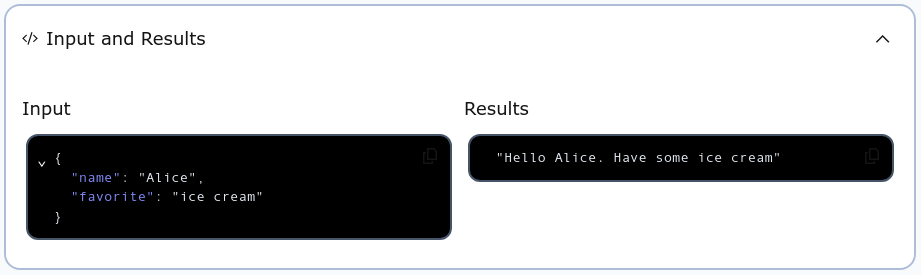 </> Input and Results
Input
{
"name": "Alice",
"favorite": "ice cream"
}
Results
"Hello Alice. Have some ice cream"